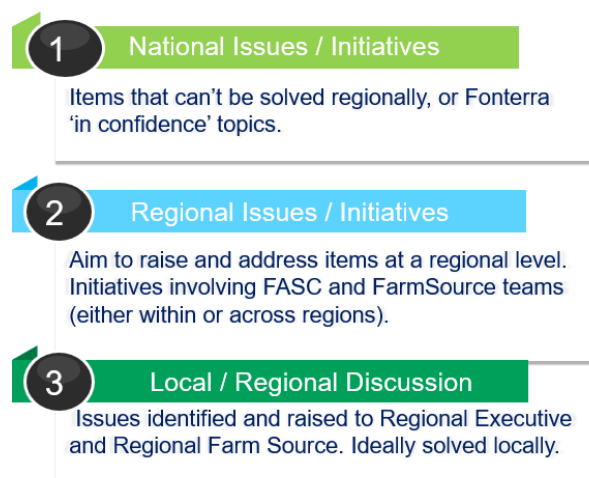 1
National Issues / Initiatives
Items that can’t be solved regionally, or Fonterra
‘in confidence’ topics.
2
Regional Issues / Initiatives
Aim to raise and address items at a regional level.
Initiatives involving FASC and FarmSource teams
(either within or across regions).
3
Local / Regional Discussion
Issues identified and raised to Regional Executive
and Regional Farm Source. Ideally solved locally.